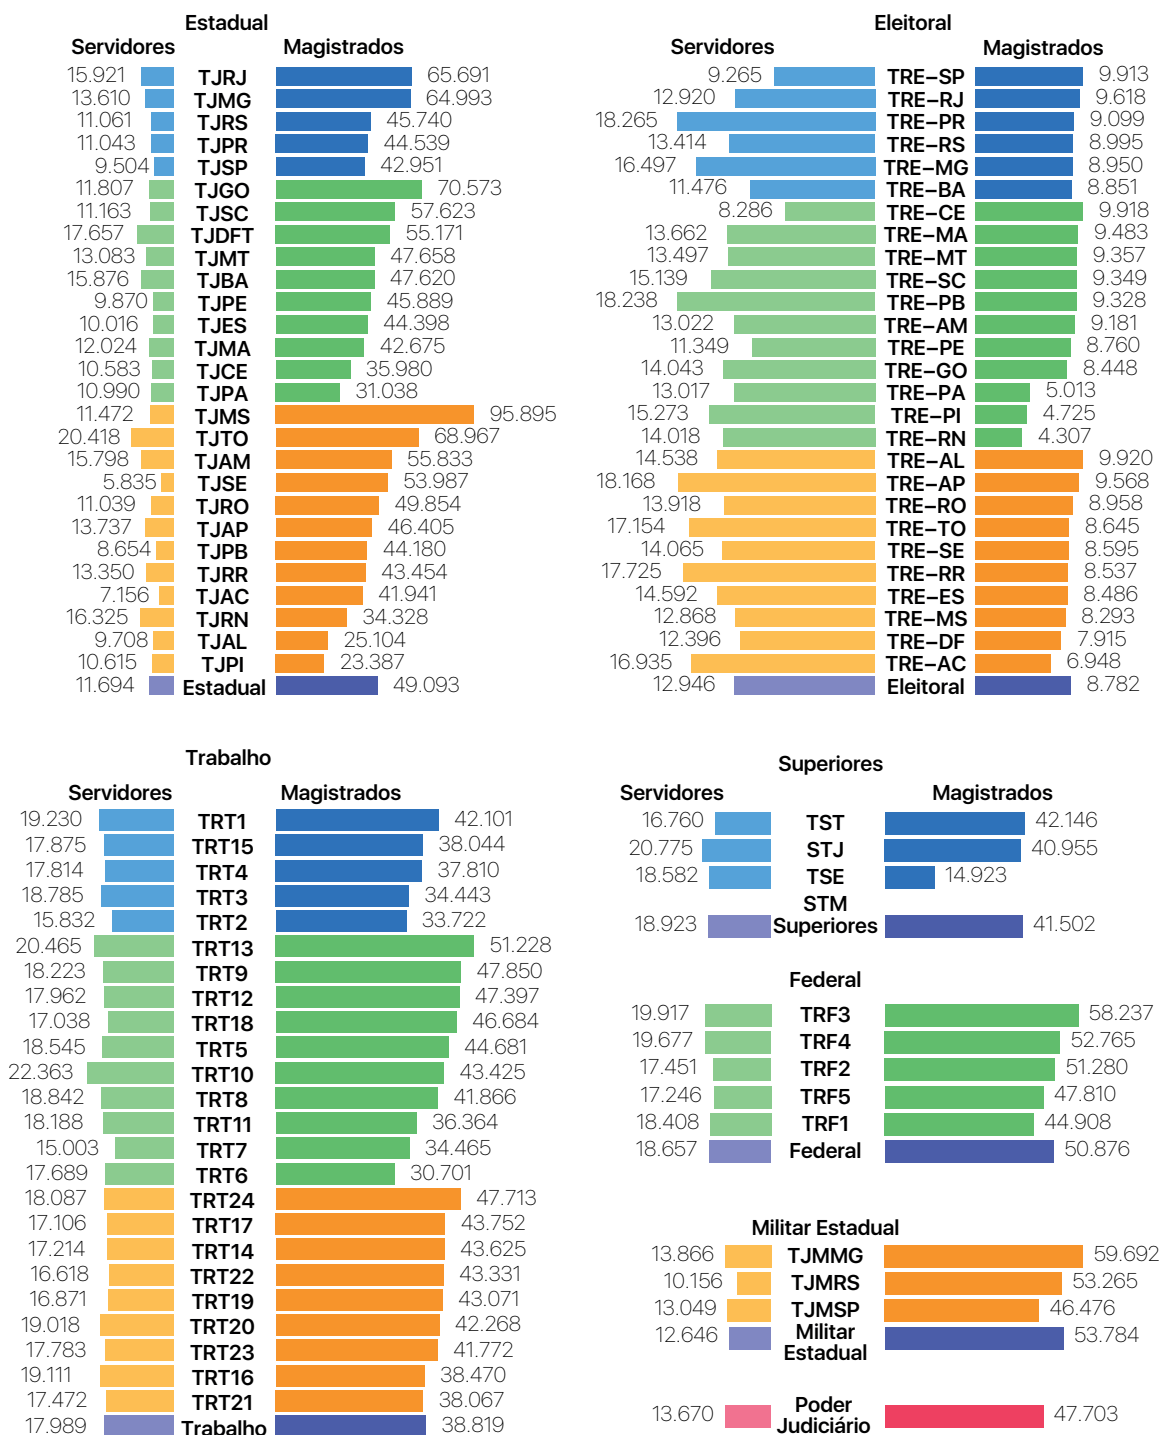 Estadual
Servidores Magistrados
15.921 TJRJ 65.691
13.610 TJMG 64.993
11.061 TJRS 45.740
11.043 TJPR 44.539
9.504 TJSP 42.951
11.807 TJGO 70.573
11.163 TJSC 57.623
17.657 TJDFT 55.171
13.083 TJMT 47.658
15.876 TJBA 47.620
9.870 TJPE 45.889
10.016 TJES 44.398
12.024 TJMA 42.675
10.583 TJCE 35.980
10.990 TJPA 31.038
11.472 TJMS 95.895
20.418 TJTO 68.967
15.798 TJAM 55.833
5.835 TJSE 53.987
11.039 TJRO 49.854
13.737 TJAP 46.405
8.654 TJPB 44.180
13.350 TJRR 43.454
7.156 TJAC 41.941
16.325 TJRN 34.328
9.708 TJAL 25.104
10.615 TJPI 23.387
11.694 Estadual 49.093
Eleitoral
Servidores Magistrados
9.265 TRE–SP 9.913
12.920 TRE–RJ 9.618
18.265 TRE–PR 9.099
13.414 TRE–RS 8.995
16.497 TRE–MG 8.950
11.476 TRE–BA 8.851
8.286 TRE–CE 9.918
13.662 TRE–MA 9.483
13.497 TRE–MT 9.357
15.139 TRE–SC 9.349
18.238 TRE–PB 9.328
13.022 TRE–AM 9.181
11.349 TRE–PE 8.760
14.043 TRE–GO 8.448
13.017 TRE–PA 5.013
15.273 TRE–PI 4.725
14.018 TRE–RN 4.307
14.538 TRE–AL 9.920
18.168 TRE–AP 9.568
13.918 TRE–RO 8.958
17.154 TRE–TO 8.645
14.065 TRE–SE 8.595
17.725 TRE–RR 8.537
14.592 TRE–ES 8.486
12.868 TRE–MS 8.293
12.396 TRE–DF 7.915
16.935 TRE–AC 6.948
12.946 Eleitoral 8.782
Trabalho
Servidores Magistrados
19.230 TRT1 42.101
17.875 TRT15 38.044
17.814 TRT4 37.810
18.785 TRT3 34.443
15.832 TRT2 33.722
20.465 TRT13 51.228
18.223 TRT9 47.850
17.962 TRT12 47.397
17.038 TRT18 46.684
18.545 TRT5 44.681
22.363 TRT10 43.425
18.842 TRT8 41.866
18.188 TRT11 36.364
15.003 TRT7 34.465
17.689 TRT6 30.701
18.087 TRT24 47.713
17.106 TRT17 43.752
17.214 TRT14 43.625
16.618 TRT22 43.331
16.871 TRT19 43.071
19.018 TRT20 42.268
17.783 TRT23 41.772
19.111 TRT16 38.470
17.472 TRT21 38.067
17.989 Trabalho 38.819
Superiores
Servidores Magistrados
16.760 TST 42.146
20.775 STJ 40.955
18.582 TSE 14.923
STM
18.923 Superiores 41.502
Federal
19.917 TRF3 58.237
19.677 TRF4 52.765
17.451 TRF2 51.280
17.246 TRF5 47.810
18.408 TRF1 44.908
18.657 Federal 50.876
Militar Estadual
13.866 TJMMG 59.692
10.156 TJMRS 53.265
13.049 TJMSP 46.476
12.646 Militar 53.784
Estadual
13.670 Poder 47.703
Judiciário